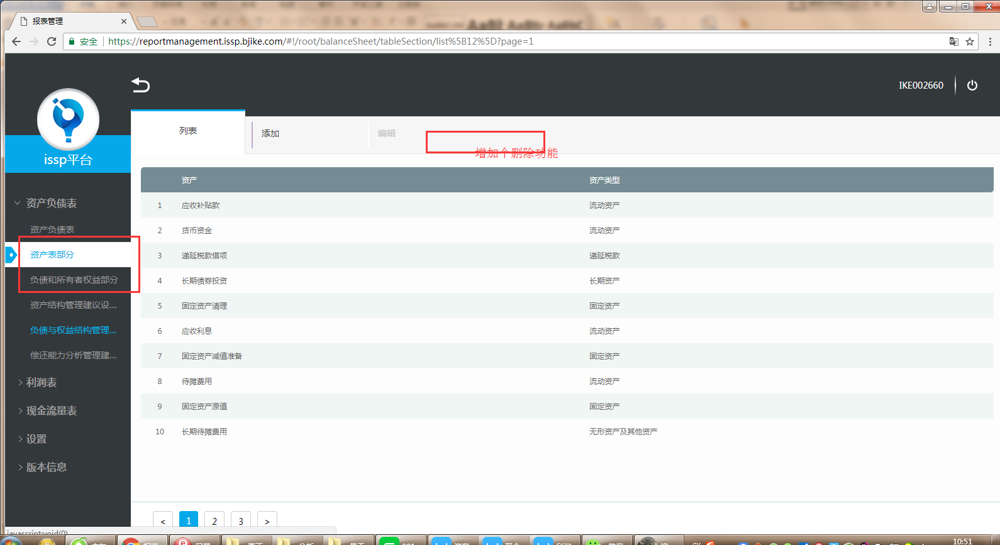 报表管理
安全
https://reportmanagement.issp.bjike.com/#!/root/balanceSheet/tableSection/list%5B12%5D?page=1
IKE002660
issp平台
列表
添加
编辑
增加个删除功能
资产负债表
资产负债表
资产表部分
负债和所有者权益部分
资产结构管理建议设...
负债与权益结构管理...
偿还能力分析管理建...
利润表
现金流量表
设置
版本信息
资产 资产类型
1 应收补贴款 流动资产
2 货币资金 流动资产
3 递延税款借项 递延税款
4 长期债券投资 长期资产
5 固定资产清理 固定资产
6 应收利息 流动资产
7 固定资产减值准备 固定资产
8 待摊费用 流动资产
9 固定资产原值 固定资产
10 长期待摊费用 无形资产及其他资产
< 1 2 3 >
javascript:void(0)
10:51